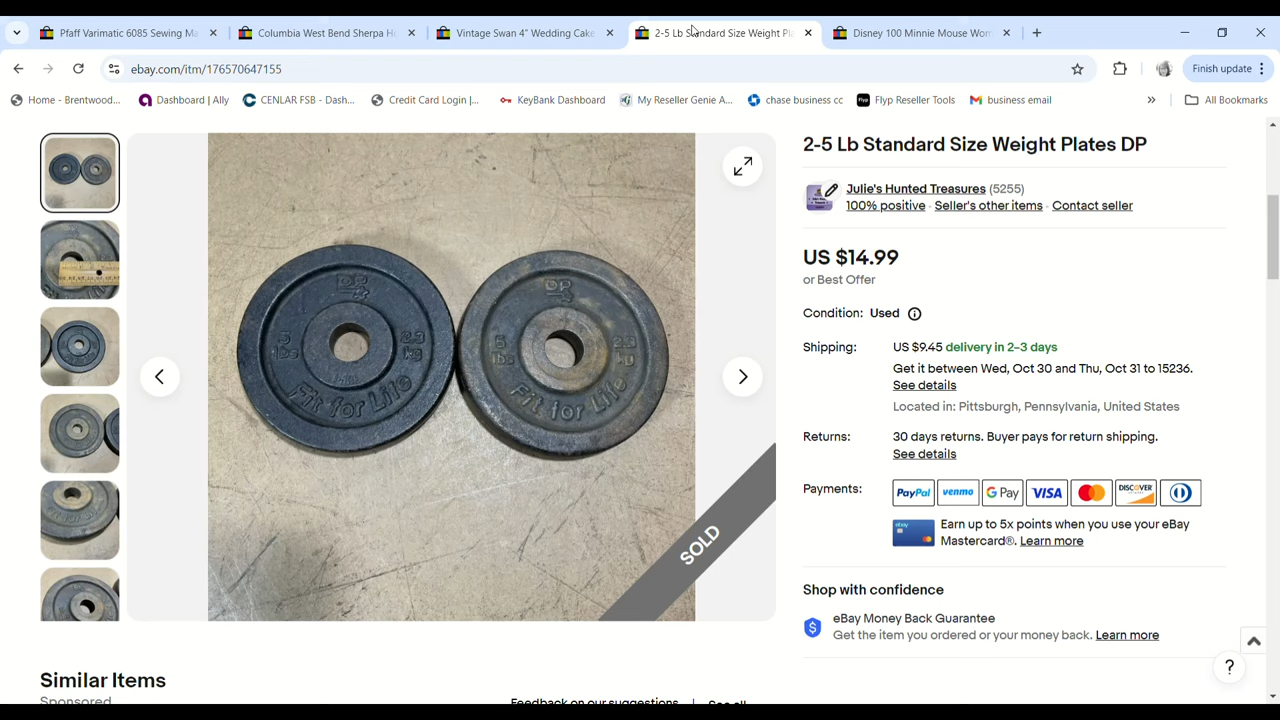 Pfaff Varimatic 6085 Sewing Ma
Columbia West Bend Sherpa H
Vintage Swan 4" Wedding Cake
2-5 Lb Standard Size Weight Pla
Disney 100 Minnie Mouse Wom
ebay.com/itm/176570647155
Finish update
Home - Brentwood...
Dashboard | Ally
CENLAR FSB - Dash...
Credit Card Login |...
KeyBank Dashboard
My Reseller Genie A...
chase business cc
Flyp Reseller Tools
business email
»
All Bookmarks
2-5 Lb Standard Size Weight Plates DP
Julie's Hunted Treasures (5255)
100% positive · Seller's other items · Contact seller
US $14.99
or Best Offer
Condition: Used
Shipping: US $9.45 delivery in 2–3 days
Get it between Wed, Oct 30 and Thu, Oct 31 to 15236.
See details
Located in: Pittsburgh, Pennsylvania, United States
Returns: 30 days returns. Buyer pays for return shipping.
See details
Payments: PayPal venmo G Pay VISA DISCOVER
Earn up to 5x points when you use your eBay
Mastercard®. Learn more
Shop with confidence
eBay Money Back Guarantee
Get the item you ordered or your money back. Learn more
?
5 lbs
2.3 kg
Fit for Life
5 lbs
2.3 kg
Fit for Life
SOLD
Similar Items
Sponsored
Feedback on our suggestions | See all